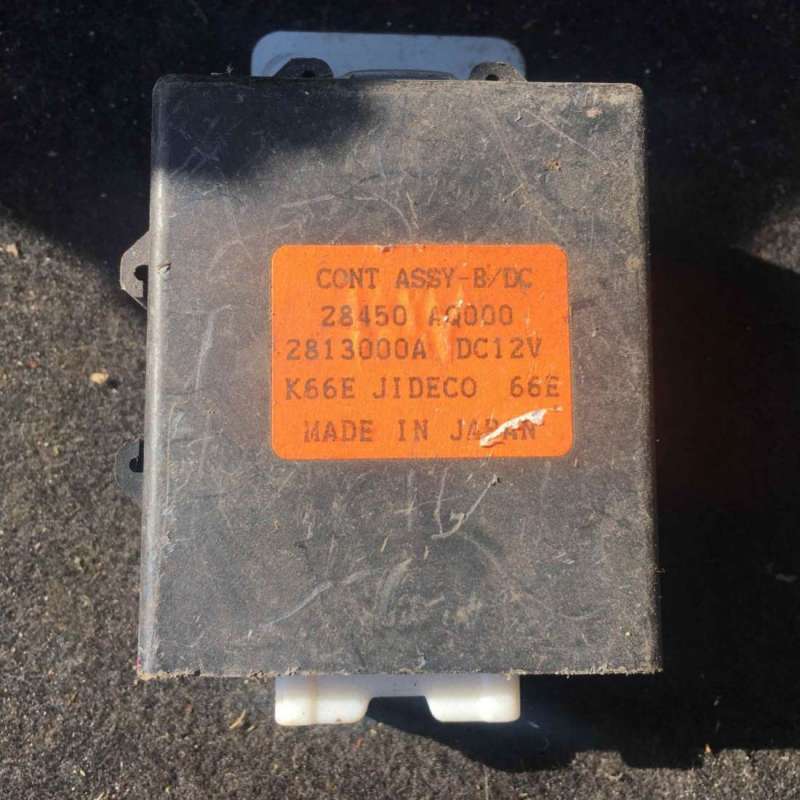 CONT ASSY-B/DC
28450 AQ000
2813000A DC12V
K66E JIDECO 66E
MADE IN JAPAN